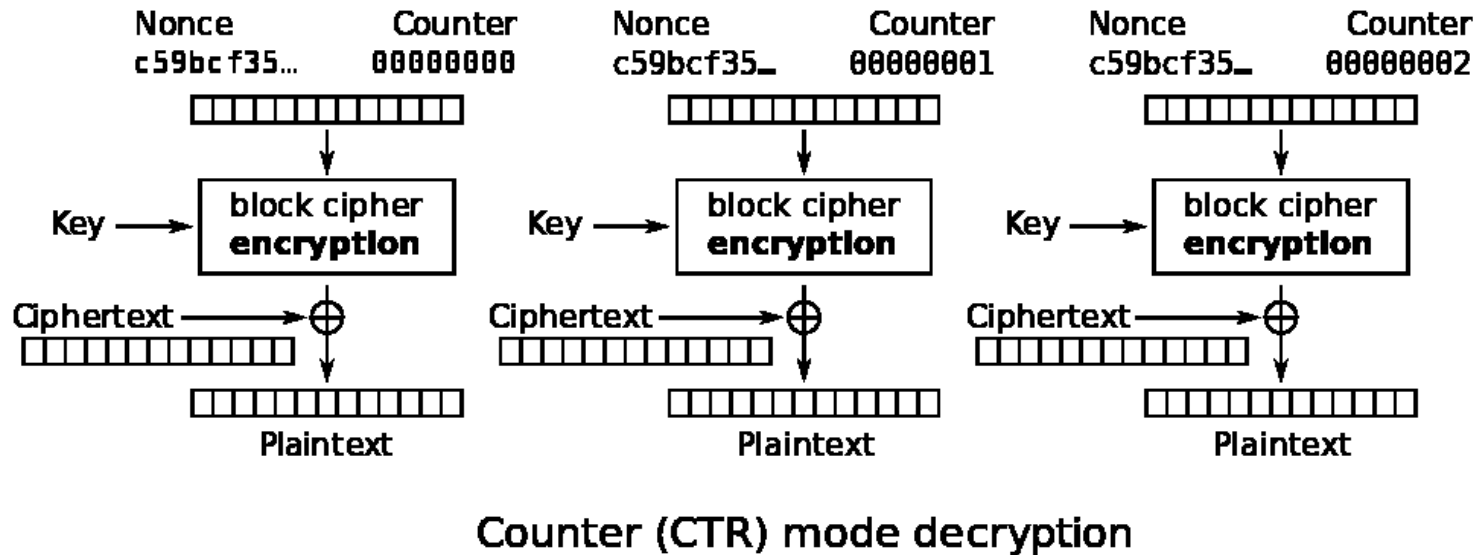 Nonce Counter Nonce Counter Nonce Counter
c59bcf35… 00000000 c59bcf35… 00000001 c59bcf35… 00000002
Key block cipher encryption Key block cipher encryption Key block cipher encryption
Ciphertext Ciphertext Ciphertext
Plaintext Plaintext Plaintext
Counter (CTR) mode decryption